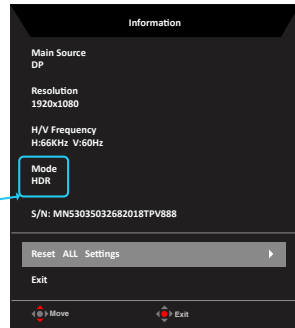 Information
Main Source
DP
Resolution
1920x1080
H/V Frequency
H:66KHz V:60Hz
Mode
HDR
S/N: MN53035032682018TPV888
Reset ALL Settings
Exit
Move Exit